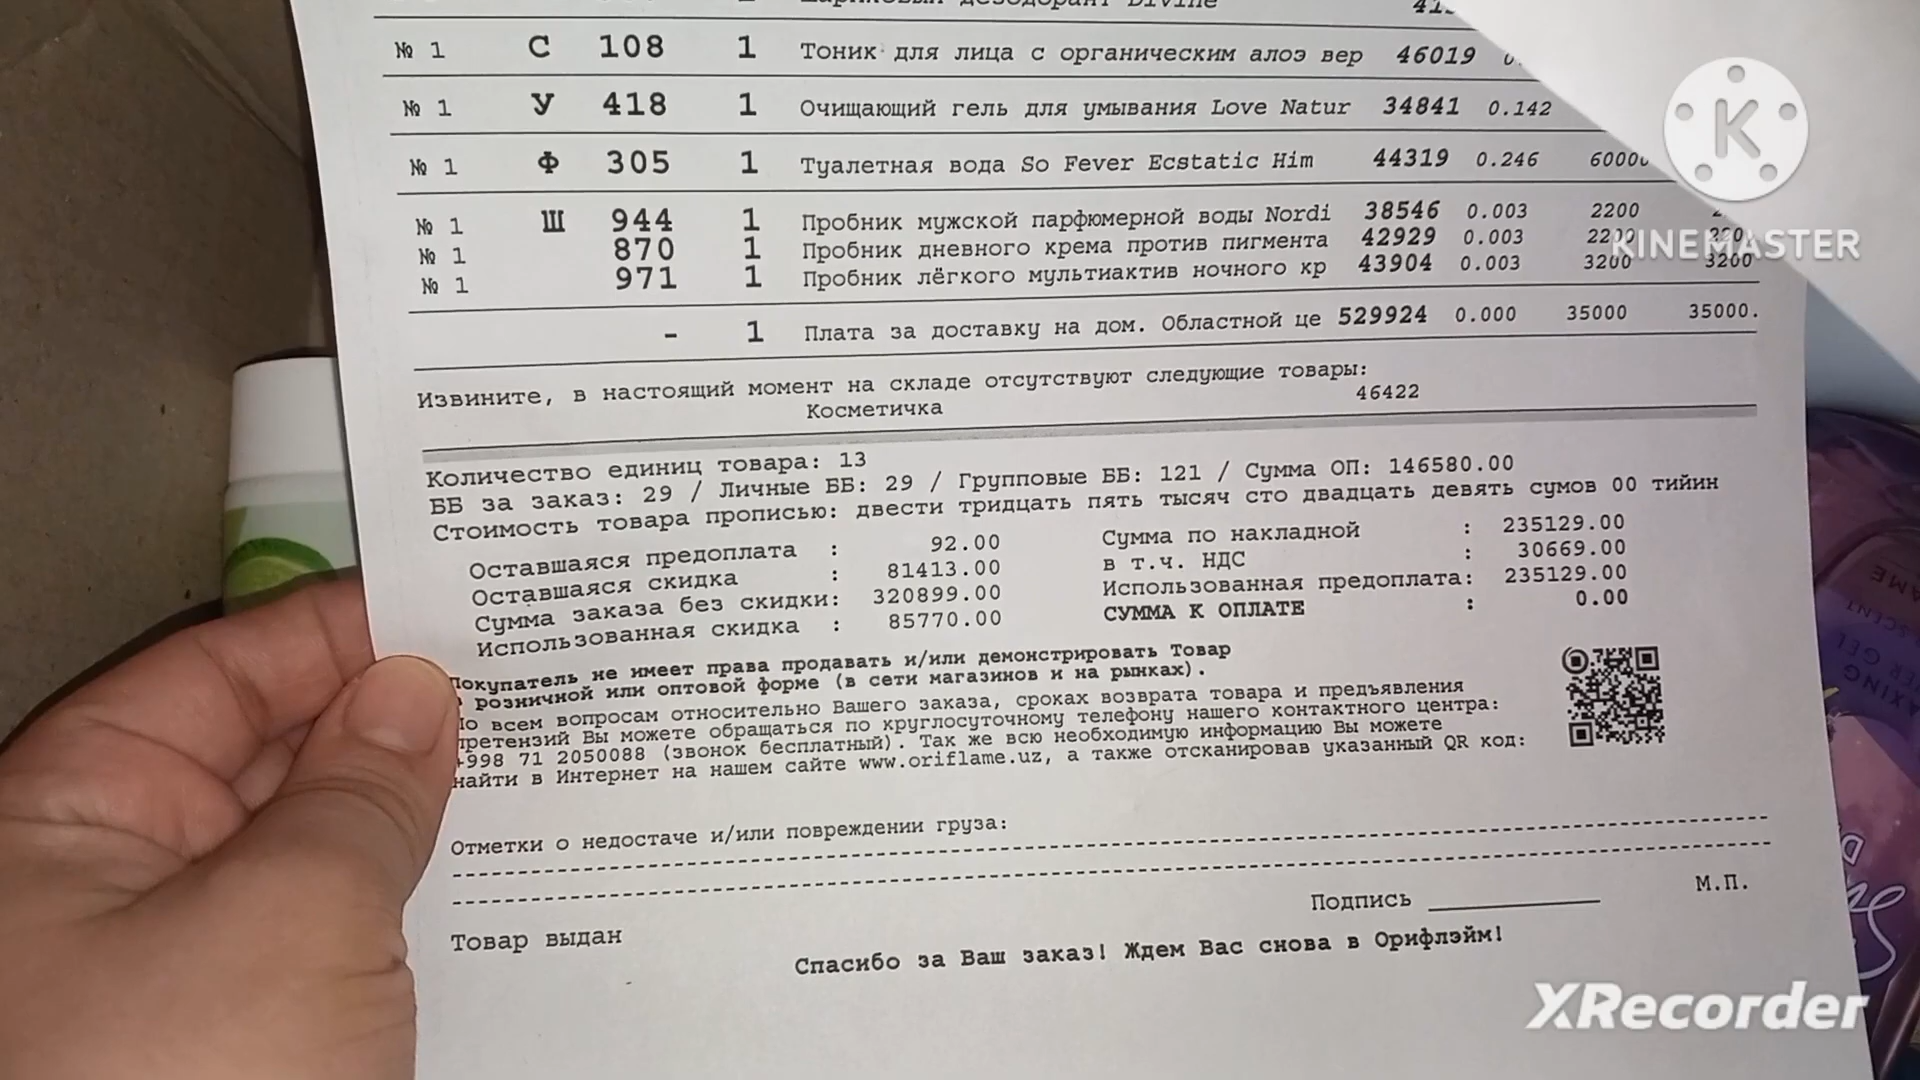 дезодорант Divine
№ 1 С 108 1 Тоник для лица с органическим алоэ вер 46019
№ 1 У 418 1 Очищающий гель для умывания Love Natur 34841 0.142
№ 1 Ф 305 1 Туалетная вода So Fever Ecstatic Him 44319 0.246
№ 1 Ш 944 1 Пробник мужской парфюмерной воды Nordi 38546 0.003 2200
№ 1 870 1 Пробник дневного крема против пигмента 42929 0.003
№ 1 971 1 Пробник лёгкого мультиактив ночного кр 43904 0.003 3200 3200
- 1 Плата за доставку на дом. Областной це 529924 0.000 35000 35000.
Извините, в настоящий момент на складе отсутствуют следующие товары:
Косметичка 46422
Количество единиц товара: 13
ББ за заказ: 29 / Личные ББ: 29 / Групповые ББ: 121 / Сумма ОП: 146580.00
Стоимость товара прописью: двести тридцать пять тысяч сто двадцать девять сумов 00 тийин
Оставшаяся предоплата : 92.00 Сумма по накладной : 235129.00
Оставшаяся скидка : 81413.00 в т.ч. НДС : 30669.00
Сумма заказа без скидки: 320899.00 Использованная предоплата: 235129.00
Использованная скидка : 85770.00 СУММА К ОПЛАТЕ : 0.00
Покупатель не имеет права продавать и/или демонстрировать Товар
розничной или оптовой форме (в сети магазинов и на рынках).
По всем вопросам относительно Вашего заказа, сроках возврата товара и предъявления
претензий Вы можете обращаться по круглосуточному телефону нашего контактного центра:
+998 71 2050088 (звонок бесплатный). Так же всю необходимую информацию Вы можете
найти в Интернет на нашем сайте www.oriflame.uz, а также отсканировав указанный QR код:
Отметки о недостаче и/или повреждении груза:
Подпись М.П.
Товар выдан
Спасибо за Ваш заказ! Ждем Вас снова в Орифлэйм!
K
KINEMASTER
XRecorder